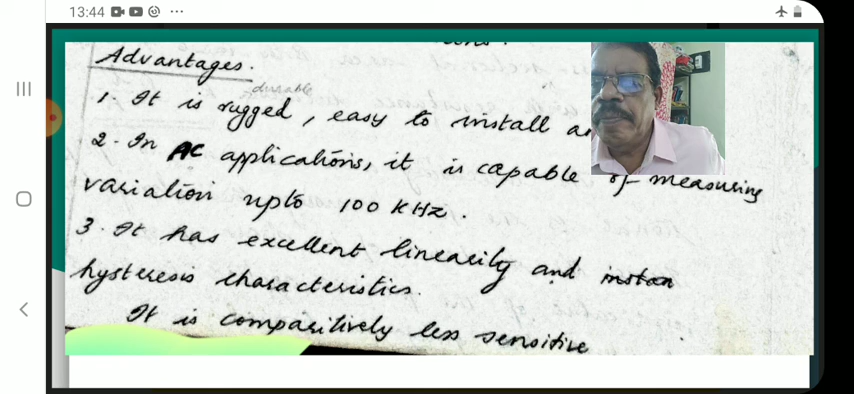 13:44
Advantages.
durable
1. It is rugged, easy to install
2. In AC applications, it is capable of measuring
variation upto 100 KHz.
3. It has excellent linearity and instan
hysteresis characteristics.
It is comparitively less sensitive